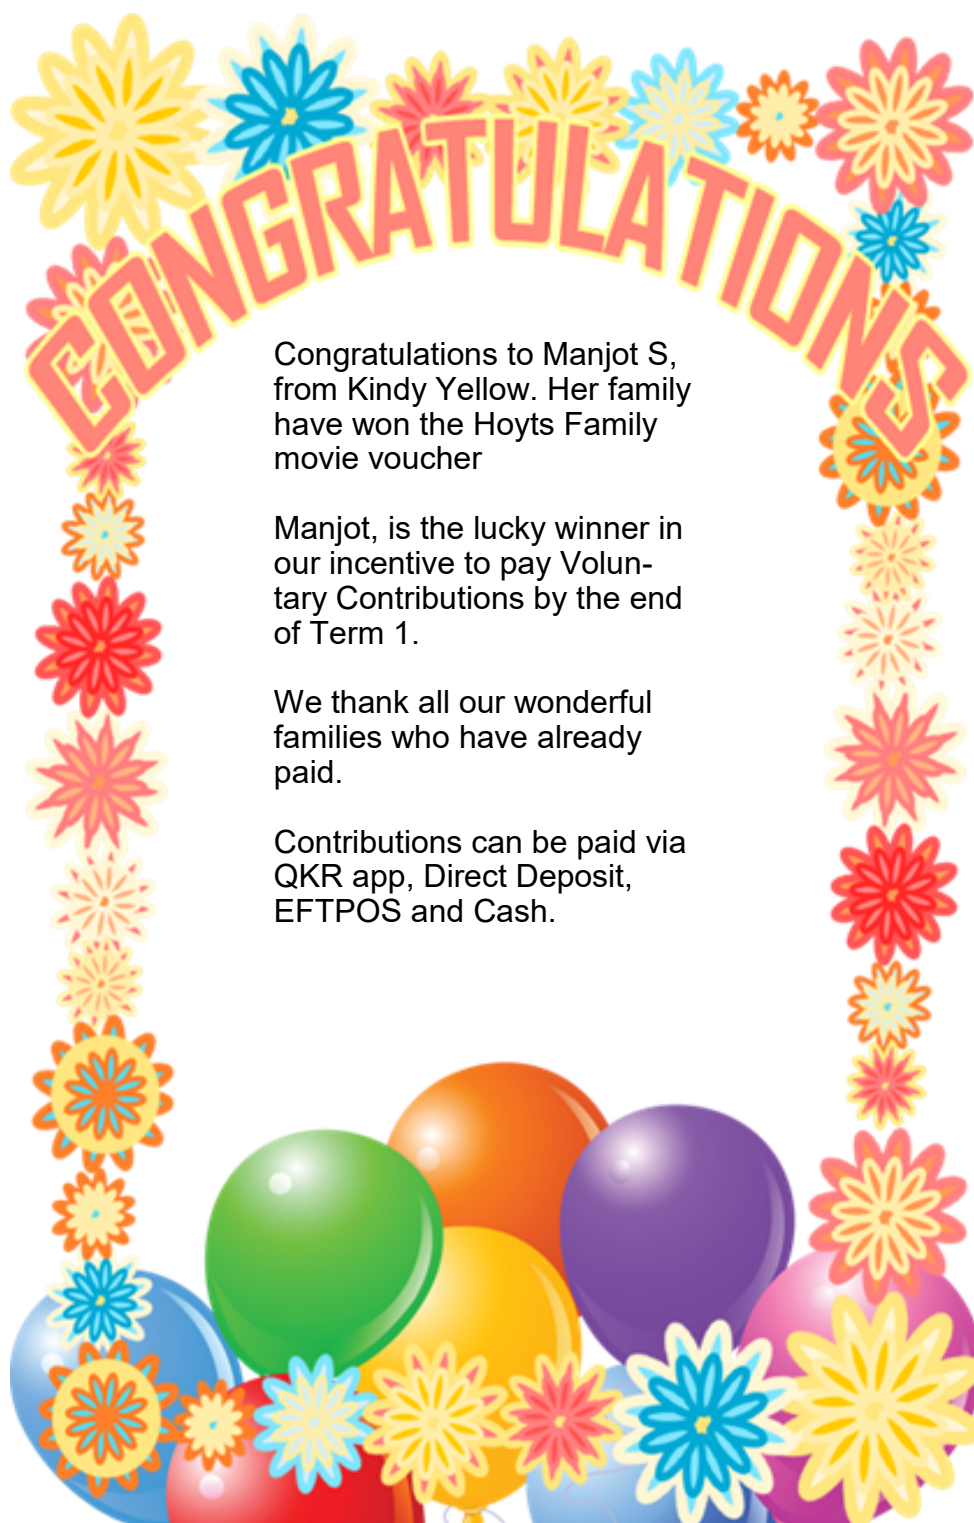 CONGRATULATIONS
Congratulations to Manjot S,
from Kindy Yellow. Her family
have won the Hoyts Family
movie voucher
Manjot, is the lucky winner in
our incentive to pay Volun-
tary Contributions by the end
of Term 1.
We thank all our wonderful
families who have already
paid.
Contributions can be paid via
QKR app, Direct Deposit,
EFTPOS and Cash.